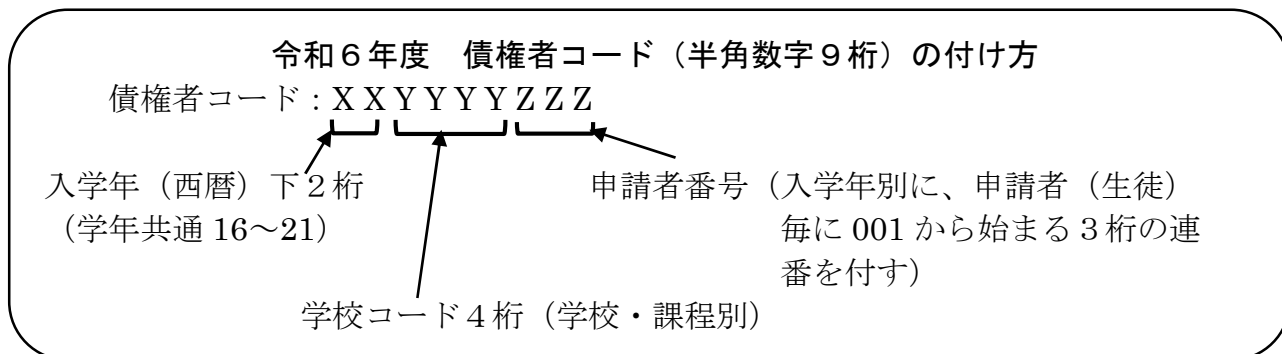 令和６年度　債権者コード（半角数字９桁）の付け方
債権者コード：X X Y Y Y Y Z Z Z
入学年（西暦）下２桁
（学年共通 16～21）
申請者番号（入学年別に、申請者（生徒）
毎に 001 から始まる３桁の連
番を付す）
学校コード４桁（学校・課程別）